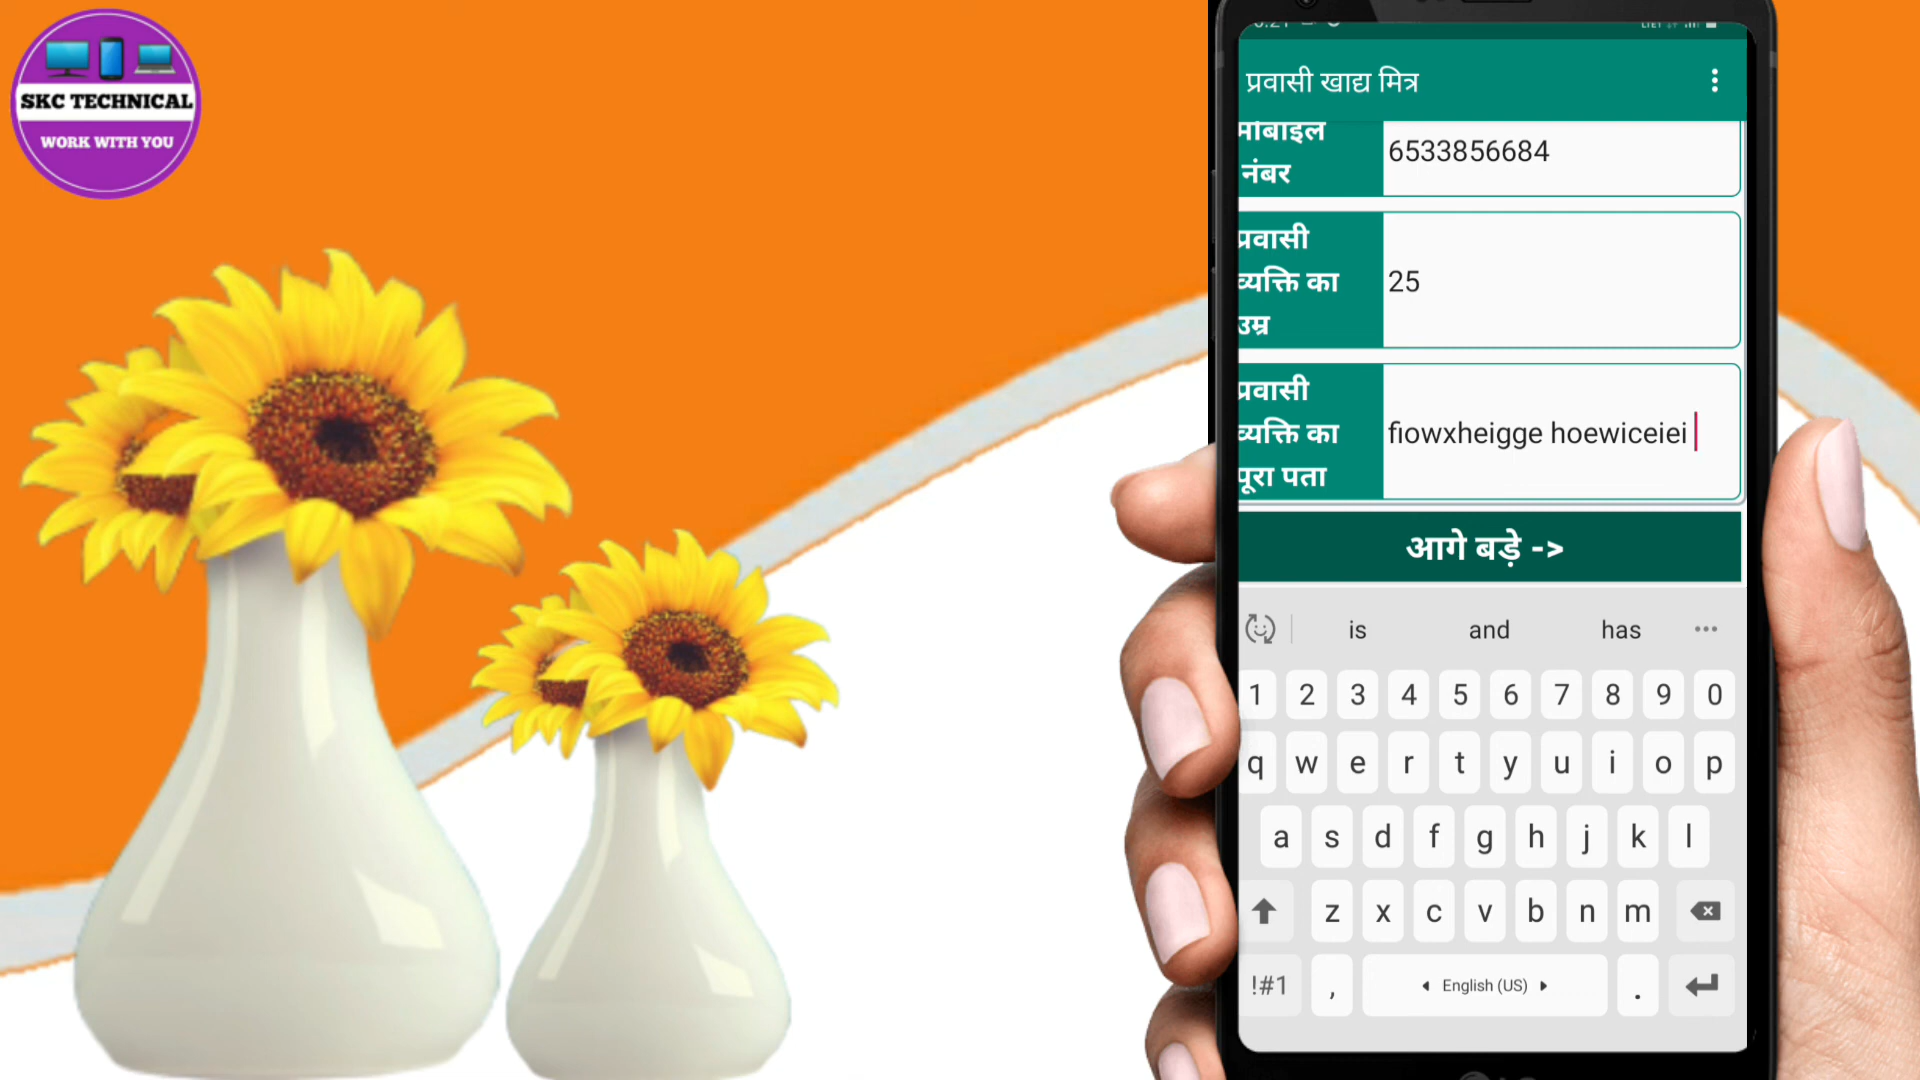 SKC TECHNICAL
WORK WITH YOU
प्रवासी खाद्य मित्र
मोबाइल
नंबर
6533856684
प्रवासी
व्यक्ति का
उम्र
25
प्रवासी
व्यक्ति का
पूरा पता
fiowxheigge hoewiceiei
आगे बड़े ->
is and has
1 2 3 4 5 6 7 8 9 0
q w e r t y u i o p
a s d f g h j k l
z x c v b n m
!#1 , English (US) .